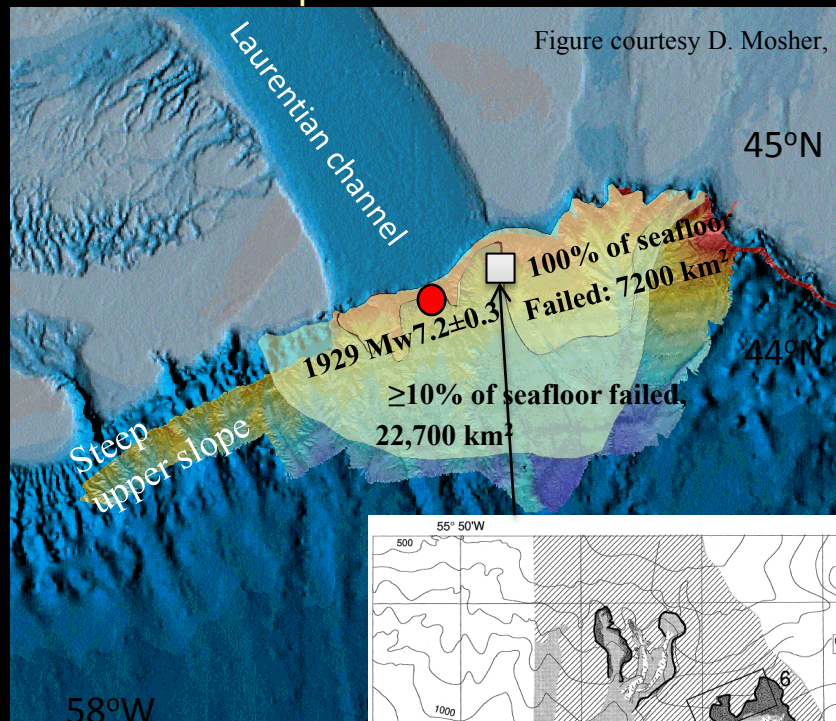 Figure courtesy D. Mosher,
Laurentian channel
45°N
100% of seafloor
Failed: 7200 km²
1929 Mw7.2±0.3
44°N
≥10% of seafloor failed,
22,700 km²
Steep
upper slope
55° 50'W
500
6
1000
58°W